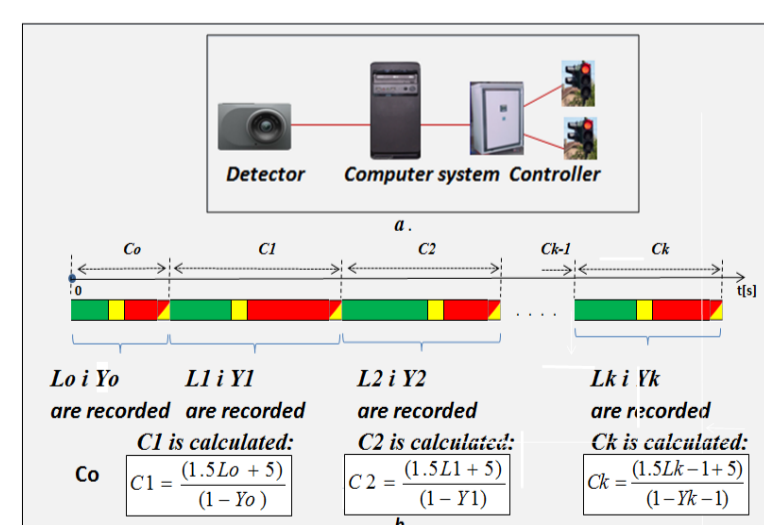 Detector Computer system Controller
a .
Co C1 C2 Ck-1 Ck
0 t[s]
. . . .
Lo i Yo L1 i Y1 L2 i Y2 Lk i Yk
are recorded are recorded are recorded are recorded
C1 is calculated: C2 is calculated: Ck is calculated:
Co C1 = (1.5Lo + 5) / (1 − Yo ) C 2 = (1.5L1 + 5) / (1 − Y1) Ck = (1.5Lk −1+ 5) / (1−Yk −1)